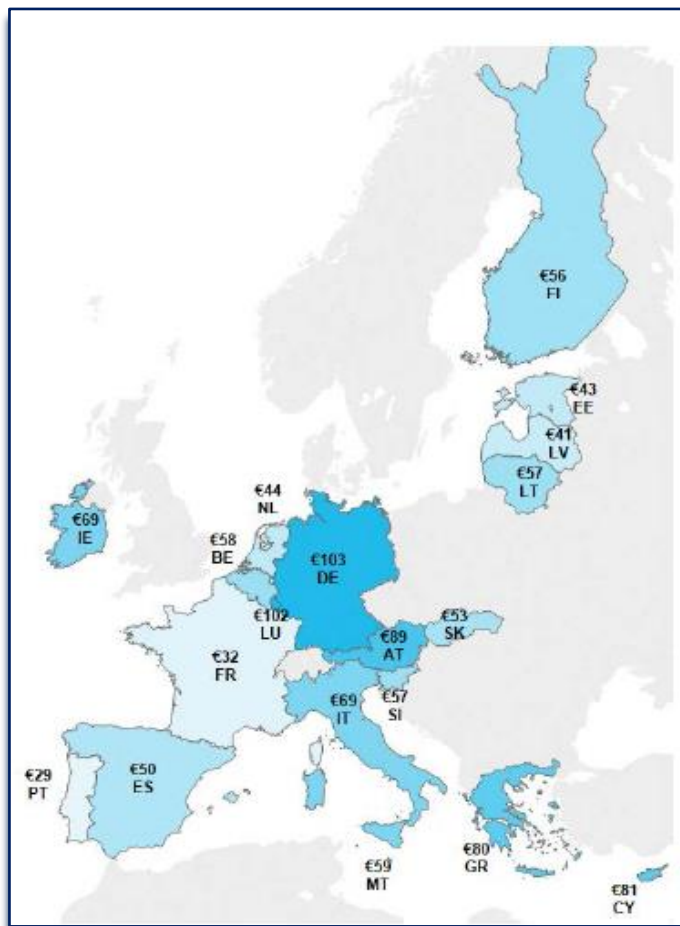 €56
FI
€43
EE
€41
LV
€57
LT
€44
NL
€69
IE
€58
BE
€103
DE
€102
LU
€53
SK
€89
AT
€32
FR
€69
IT
€57
SI
€29
PT
€50
ES
€80
GR
€59
MT
€81
CY